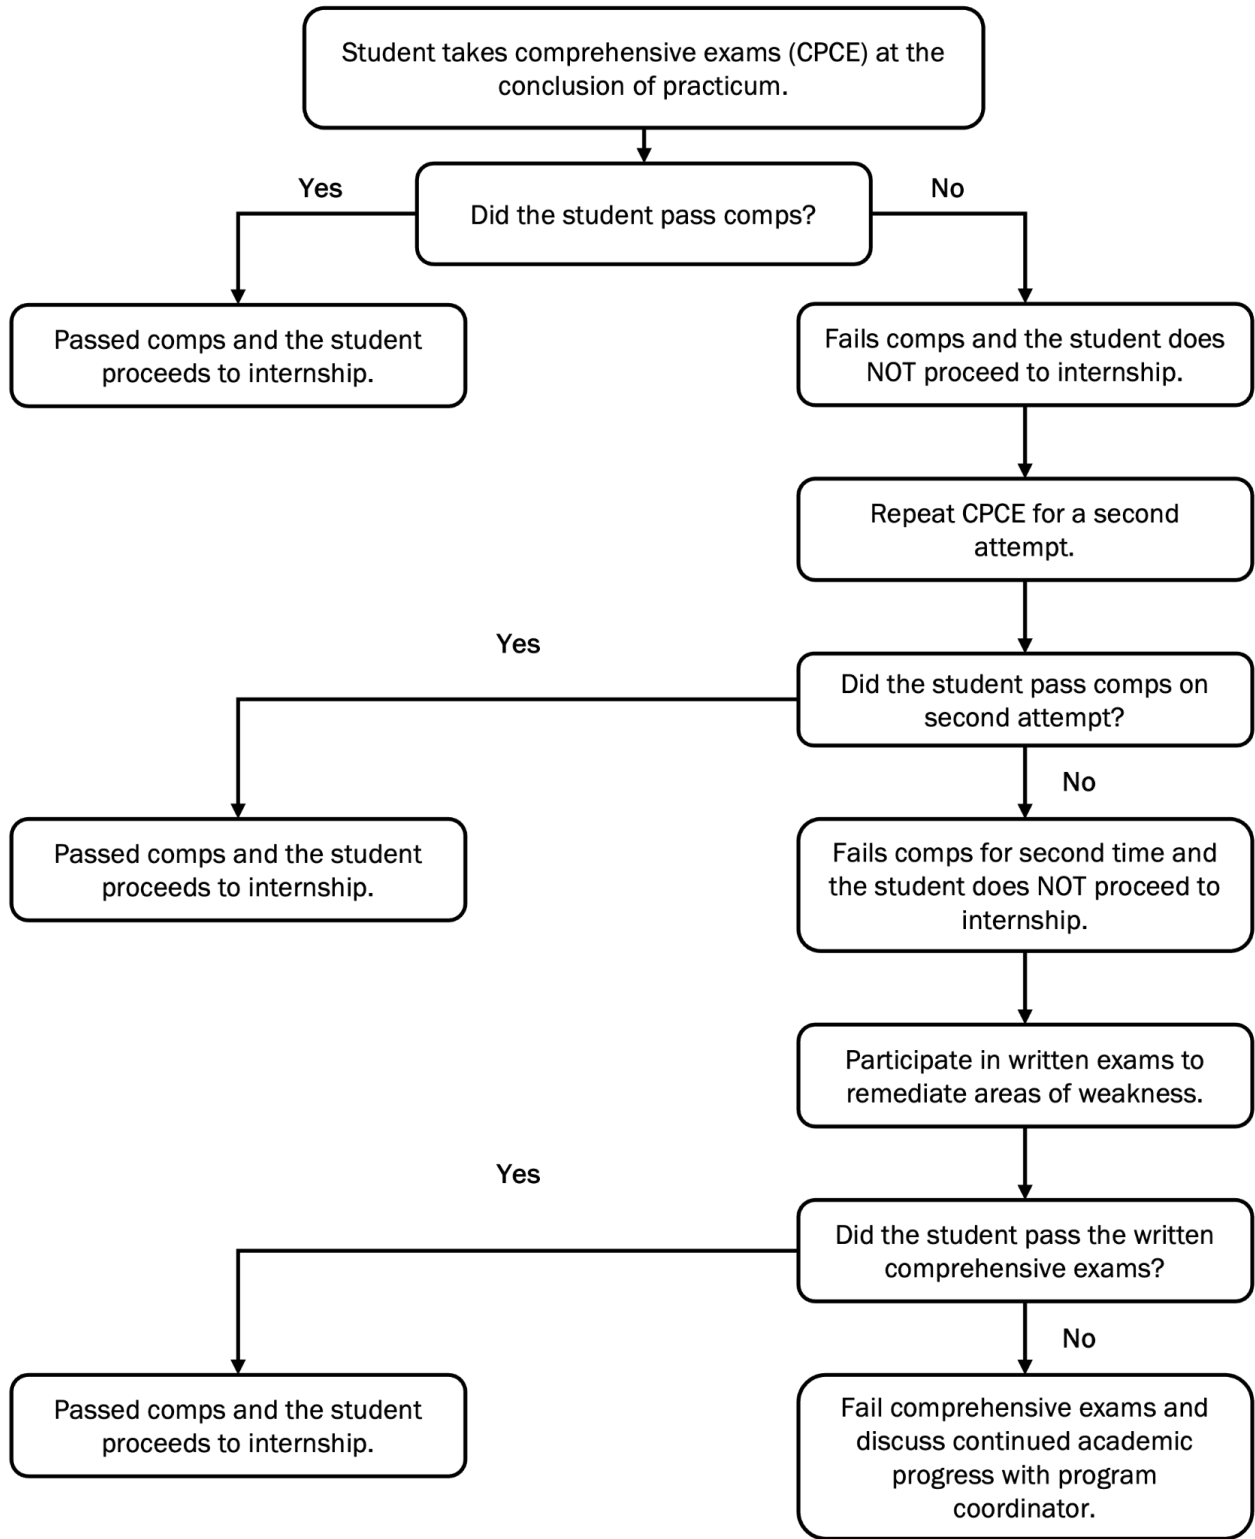 Student takes comprehensive exams (CPCE) at the
conclusion of practicum.
Yes
No
Did the student pass comps?
Passed comps and the student
proceeds to internship.
Fails comps and the student does
NOT proceed to internship.
Repeat CPCE for a second
attempt.
Yes
Did the student pass comps on
second attempt?
No
Passed comps and the student
proceeds to internship.
Fails comps for second time and
the student does NOT proceed to
internship.
Participate in written exams to
remediate areas of weakness.
Yes
Did the student pass the written
comprehensive exams?
No
Passed comps and the student
proceeds to internship.
Fail comprehensive exams and
discuss continued academic
progress with program
coordinator.